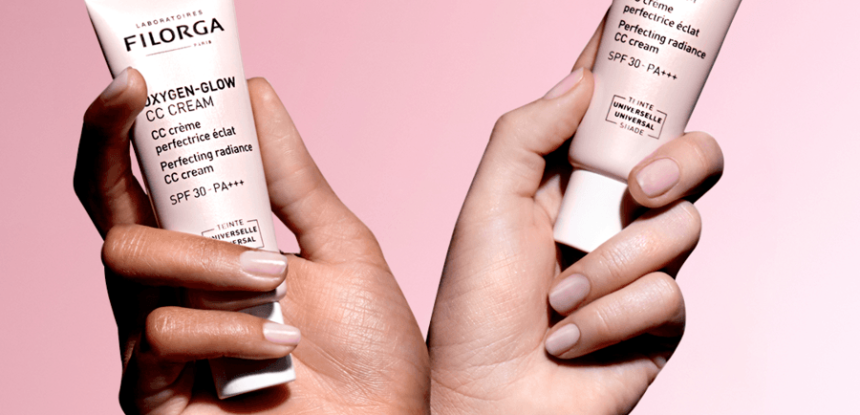 LABORATOIRES
FILORGA
PARIS
OXYGEN-GLOW
CC CREAM
CC crème
perfectrice éclat
Perfecting radiance
CC cream
SPF 30 - PA+++
TEINTE
UNIVERSELLE
crème
perfectrice éclat
Perfecting radiance
CC cream
SPF 30 - PA+++
TEINTE
UNIVERSELLE
UNIVERSAL
SHADE